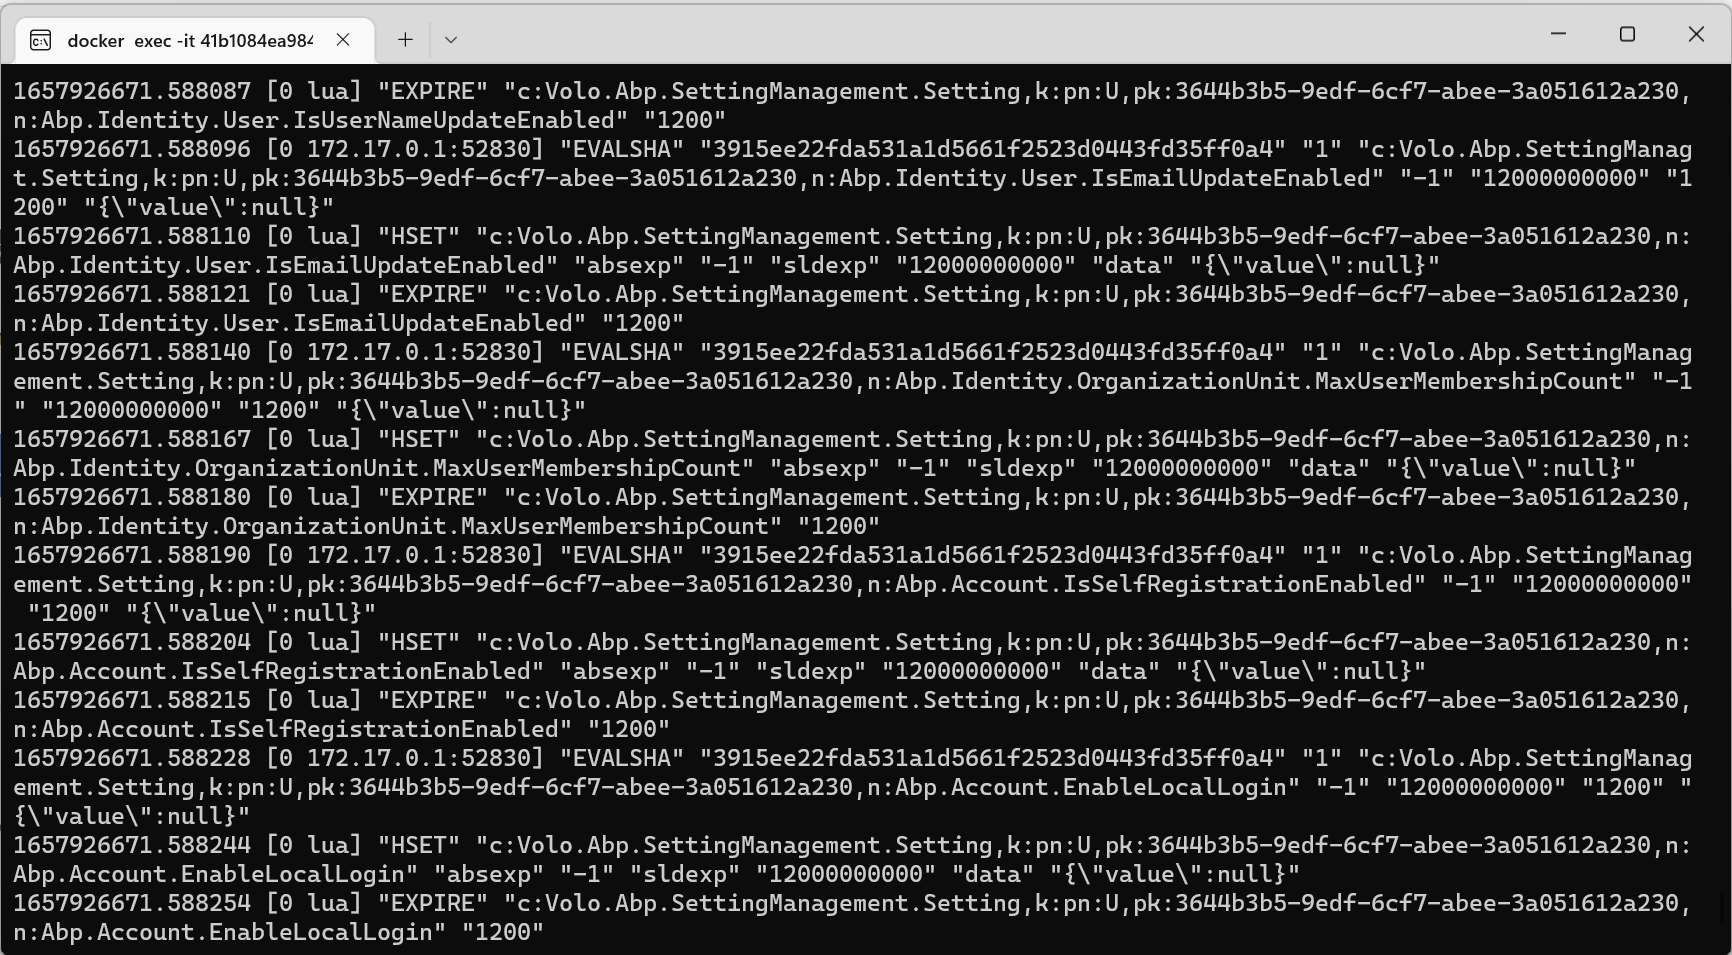 docker  exec -it 41b1084ea984
1657926671.588087 [0 lua] "EXPIRE" "c:Volo.Abp.SettingManagement.Setting,k:pn:U,pk:3644b3b5-9edf-6cf7-abee-3a051612a230,
n:Abp.Identity.User.IsUserNameUpdateEnabled" "1200"
1657926671.588096 [0 172.17.0.1:52830] "EVALSHA" "3915ee22fda531a1d5661f2523d0443fd35ff0a4" "1" "c:Volo.Abp.SettingManag
t.Setting,k:pn:U,pk:3644b3b5-9edf-6cf7-abee-3a051612a230,n:Abp.Identity.User.IsEmailUpdateEnabled" "-1" "12000000000" "1
200" "{\"value\":null}"
1657926671.588110 [0 lua] "HSET" "c:Volo.Abp.SettingManagement.Setting,k:pn:U,pk:3644b3b5-9edf-6cf7-abee-3a051612a230,n:
Abp.Identity.User.IsEmailUpdateEnabled" "absexp" "-1" "sldexp" "12000000000" "data" "{\"value\":null}"
1657926671.588121 [0 lua] "EXPIRE" "c:Volo.Abp.SettingManagement.Setting,k:pn:U,pk:3644b3b5-9edf-6cf7-abee-3a051612a230,
n:Abp.Identity.User.IsEmailUpdateEnabled" "1200"
1657926671.588140 [0 172.17.0.1:52830] "EVALSHA" "3915ee22fda531a1d5661f2523d0443fd35ff0a4" "1" "c:Volo.Abp.SettingManag
ement.Setting,k:pn:U,pk:3644b3b5-9edf-6cf7-abee-3a051612a230,n:Abp.Identity.OrganizationUnit.MaxUserMembershipCount" "-1
" "12000000000" "1200" "{\"value\":null}"
1657926671.588167 [0 lua] "HSET" "c:Volo.Abp.SettingManagement.Setting,k:pn:U,pk:3644b3b5-9edf-6cf7-abee-3a051612a230,n:
Abp.Identity.OrganizationUnit.MaxUserMembershipCount" "absexp" "-1" "sldexp" "12000000000" "data" "{\"value\":null}"
1657926671.588180 [0 lua] "EXPIRE" "c:Volo.Abp.SettingManagement.Setting,k:pn:U,pk:3644b3b5-9edf-6cf7-abee-3a051612a230,
n:Abp.Identity.OrganizationUnit.MaxUserMembershipCount" "1200"
1657926671.588190 [0 172.17.0.1:52830] "EVALSHA" "3915ee22fda531a1d5661f2523d0443fd35ff0a4" "1" "c:Volo.Abp.SettingManag
ement.Setting,k:pn:U,pk:3644b3b5-9edf-6cf7-abee-3a051612a230,n:Abp.Account.IsSelfRegistrationEnabled" "-1" "12000000000"
 "1200" "{\"value\":null}"
1657926671.588204 [0 lua] "HSET" "c:Volo.Abp.SettingManagement.Setting,k:pn:U,pk:3644b3b5-9edf-6cf7-abee-3a051612a230,n:
Abp.Account.IsSelfRegistrationEnabled" "absexp" "-1" "sldexp" "12000000000" "data" "{\"value\":null}"
1657926671.588215 [0 lua] "EXPIRE" "c:Volo.Abp.SettingManagement.Setting,k:pn:U,pk:3644b3b5-9edf-6cf7-abee-3a051612a230,
n:Abp.Account.IsSelfRegistrationEnabled" "1200"
1657926671.588228 [0 172.17.0.1:52830] "EVALSHA" "3915ee22fda531a1d5661f2523d0443fd35ff0a4" "1" "c:Volo.Abp.SettingManag
ement.Setting,k:pn:U,pk:3644b3b5-9edf-6cf7-abee-3a051612a230,n:Abp.Account.EnableLocalLogin" "-1" "12000000000" "1200" "
{\"value\":null}"
1657926671.588244 [0 lua] "HSET" "c:Volo.Abp.SettingManagement.Setting,k:pn:U,pk:3644b3b5-9edf-6cf7-abee-3a051612a230,n:
Abp.Account.EnableLocalLogin" "absexp" "-1" "sldexp" "12000000000" "data" "{\"value\":null}"
1657926671.588254 [0 lua] "EXPIRE" "c:Volo.Abp.SettingManagement.Setting,k:pn:U,pk:3644b3b5-9edf-6cf7-abee-3a051612a230,
n:Abp.Account.EnableLocalLogin" "1200"